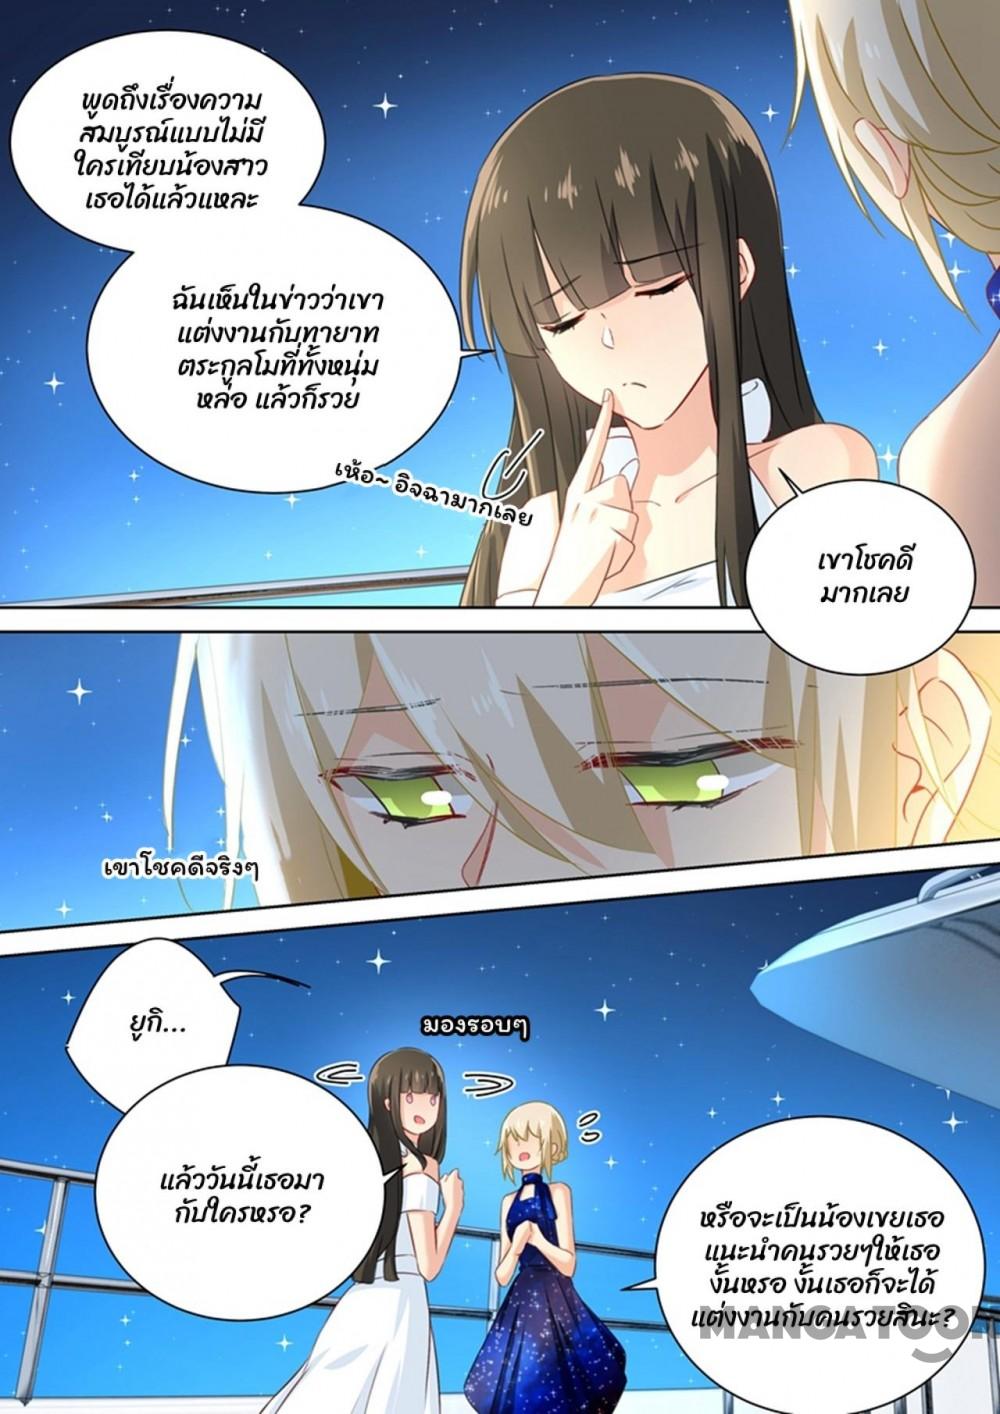 พูดถึงเรื่องความ
สมบูรณ์แบบไม่มี
ใครเทียบน้องสาว
เธอได้แล้วแหละ
ฉันเห็นในข่าวว่าเขา
แต่งงานกับทายาท
ตระกูลโมที่ทั้งหนุ่ม
หล่อ แล้วก็รวย
เห้อ~ อิจฉามากเลย
เขาโชคดี
มากเลย
เขาโชคดีจริงๆ
ยูกิ...
มองรอบๆ
แล้ววันนี้เธอมา
กับใครหรอ?
หรือจะเป็นน้องเขยเธอ
แนะนำคนรวยๆให้เธอ
งั้นหรอ งั้นเธอก็จะได้
แต่งงานกับคนรวยสินะ?
MANGATOON